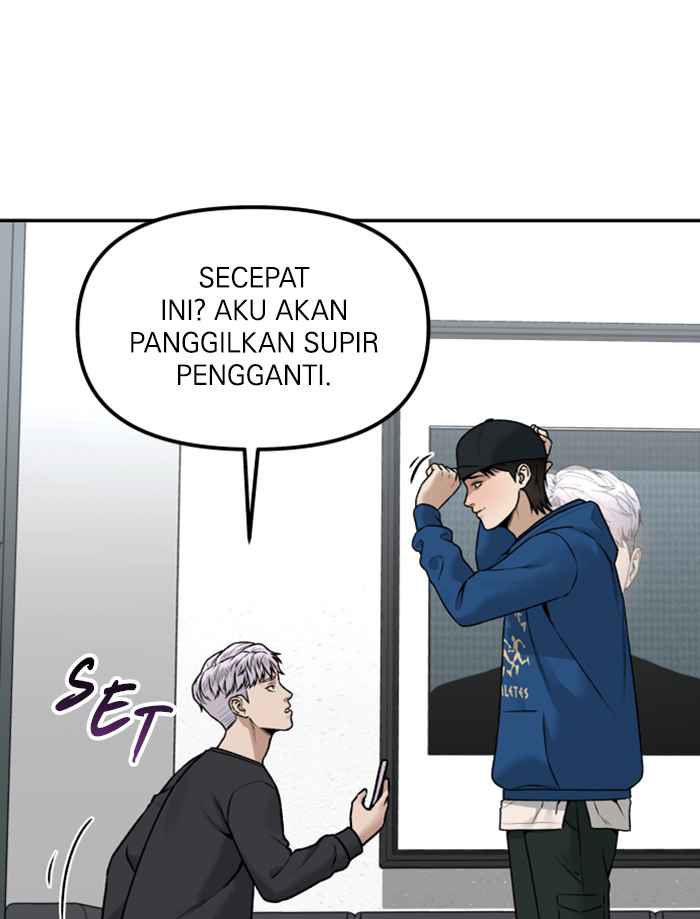 SECEPAT
INI? AKU AKAN
PANGGILKAN SUPIR
PENGGANTI.
SET